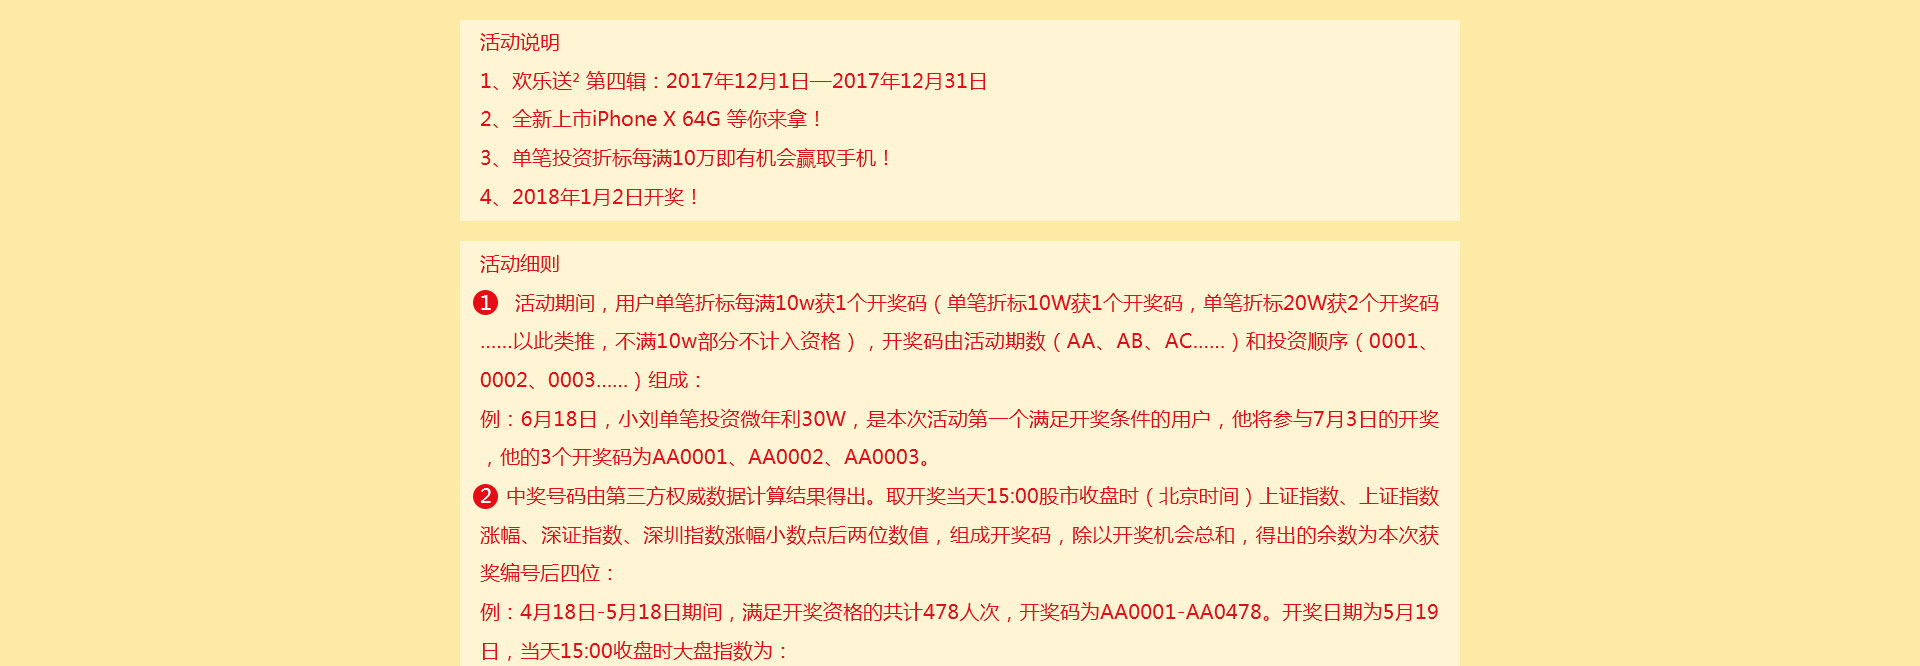 活动说明
1、欢乐送² 第四辑：2017年12月1日—2017年12月31日
2、全新上市iPhone X 64G 等你来拿！
3、单笔投资折标每满10万即有机会赢取手机！
4、2018年1月2日开奖！
活动细则
1 活动期间，用户单笔折标每满10w获1个开奖码（单笔折标10W获1个开奖码，单笔折标20W获2个开奖码
......以此类推，不满10w部分不计入资格），开奖码由活动期数（AA、AB、AC......）和投资顺序（0001、
0002、0003......）组成：
例：6月18日，小刘单笔投资微年利30W，是本次活动第一个满足开奖条件的用户，他将参与7月3日的开奖
，他的3个开奖码为AA0001、AA0002、AA0003。
2 中奖号码由第三方权威数据计算结果得出。取开奖当天15:00股市收盘时（北京时间）上证指数、上证指数
涨幅、深证指数、深圳指数涨幅小数点后两位数值，组成开奖码，除以开奖机会总和，得出的余数为本次获
奖编号后四位：
例：4月18日-5月18日期间，满足开奖资格的共计478人次，开奖码为AA0001-AA0478。开奖日期为5月19
日，当天15:00收盘时大盘指数为：